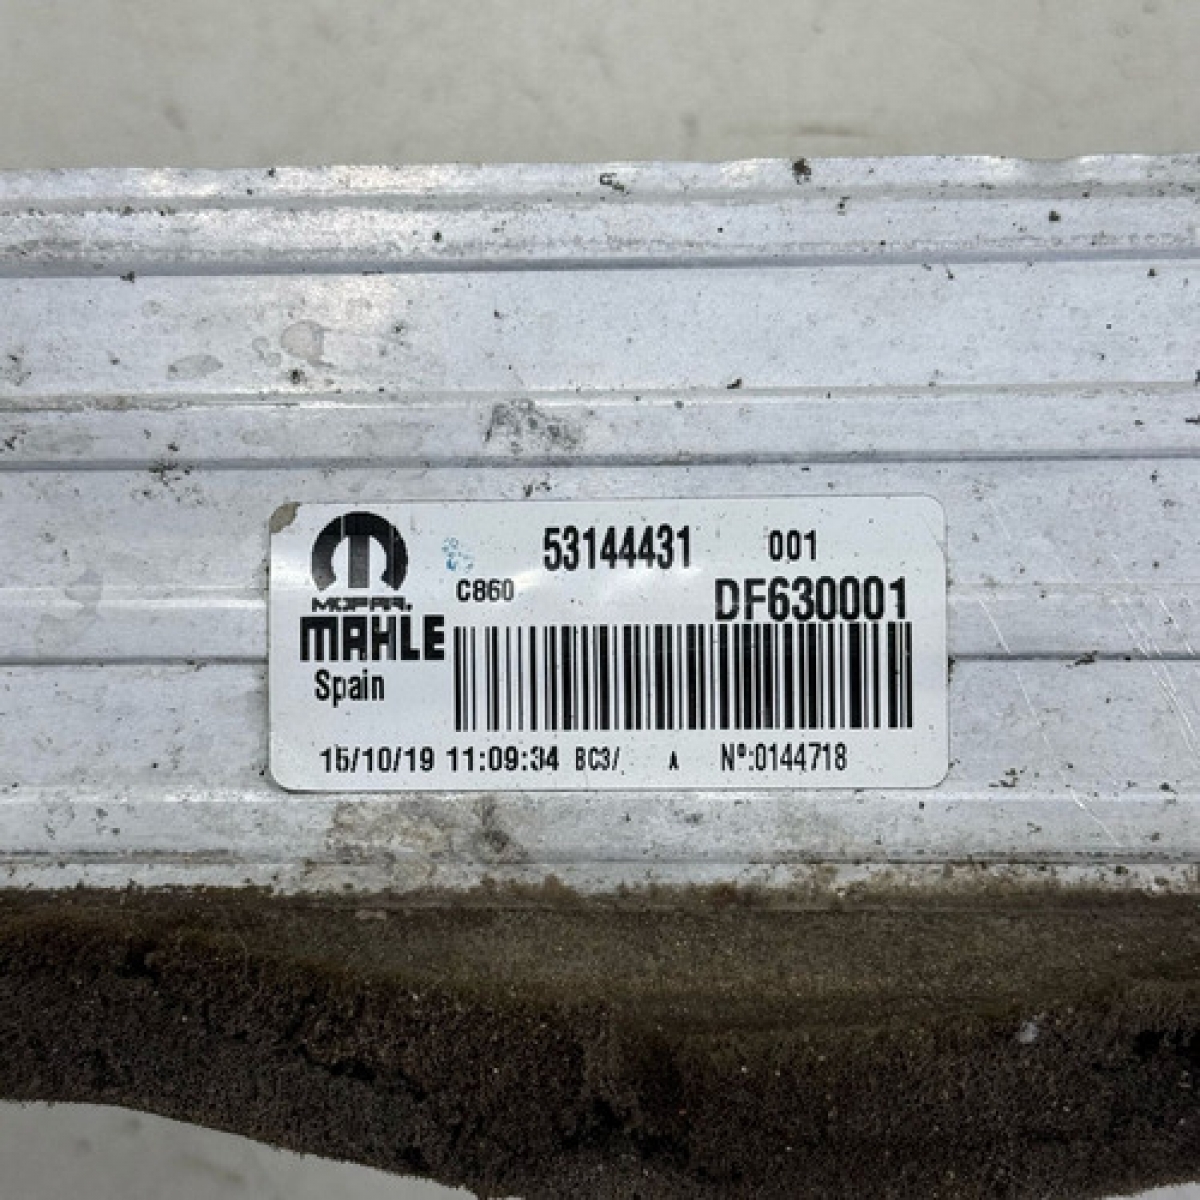 53144431 001
C860 DF630001
MOPAR.
MAHLE
Spain
15/10/19 11:09:34 BC3/ A Nº:0144718